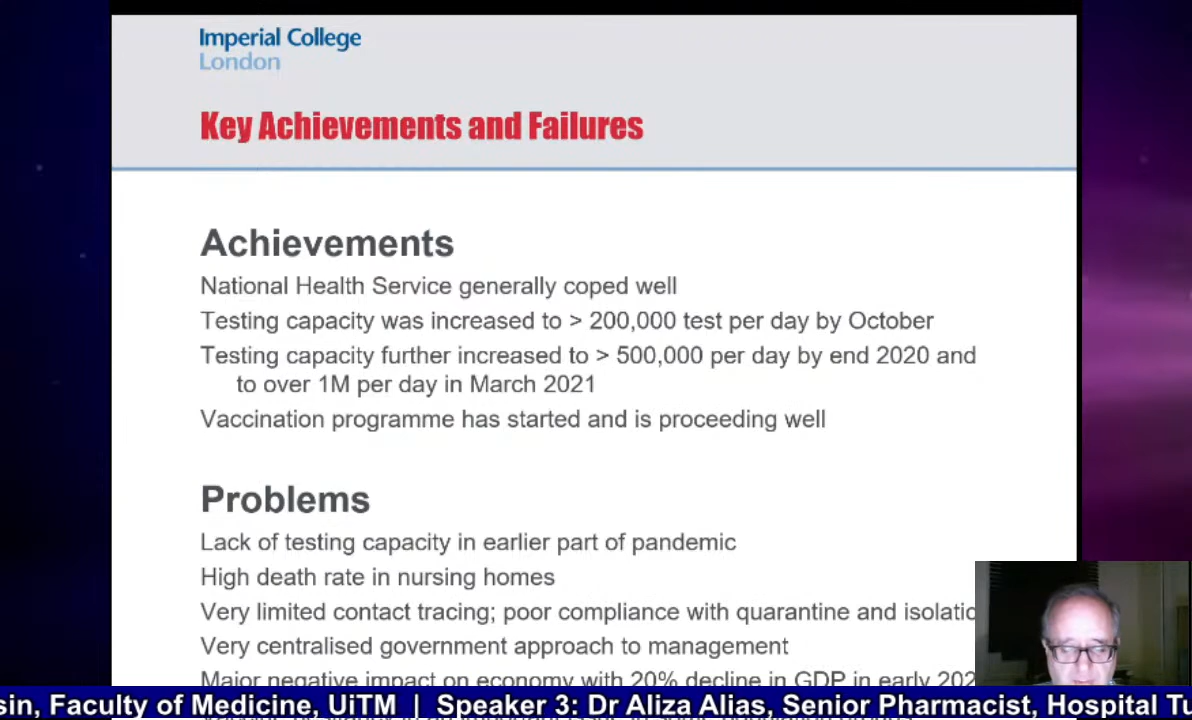 Imperial College
London
Key Achievements and Failures
Achievements
National Health Service generally coped well
Testing capacity was increased to > 200,000 test per day by October
Testing capacity further increased to > 500,000 per day by end 2020 and
to over 1M per day in March 2021
Vaccination programme has started and is proceeding well
Problems
Lack of testing capacity in earlier part of pandemic
High death rate in nursing homes
Very limited contact tracing; poor compliance with quarantine and isolatio
Very centralised government approach to management
Major negative impact on economy with 20% decline in GDP in early 202
sin, Faculty of Medicine, UiTM | Speaker 3: Dr Aliza Alias, Senior Pharmacist, Hospital Tu